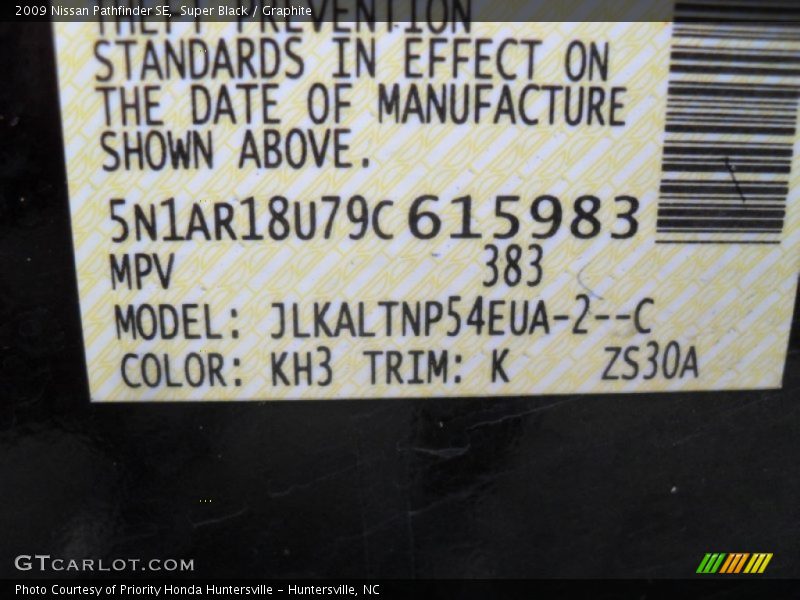 2009 Nissan Pathfinder SE, Super Black / Graphite
THEFT PREVENTION
STANDARDS IN EFFECT ON
THE DATE OF MANUFACTURE
SHOWN ABOVE.
5N1AR18U79C615983
MPV 383
MODEL: JLKALTNP54EUA-2--C
COLOR: KH3 TRIM: K ZS30A
GTCARLOT.COM
Photo Courtesy of Priority Honda Huntersville - Huntersville, NC